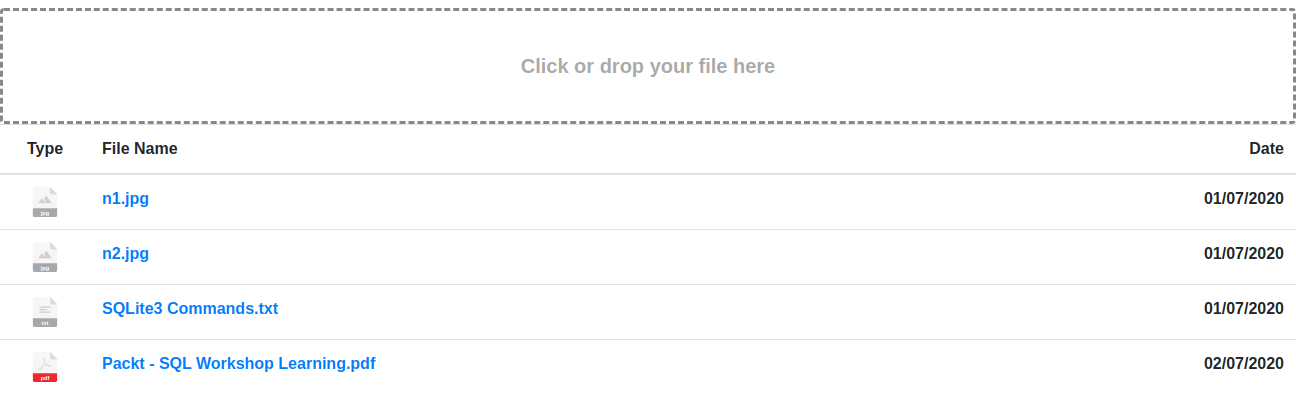 Click or drop your file here
Type File Name Date
jpg n1.jpg 01/07/2020
jpg n2.jpg 01/07/2020
txt SQLite3 Commands.txt 01/07/2020
pdf Packt - SQL Workshop Learning.pdf 02/07/2020